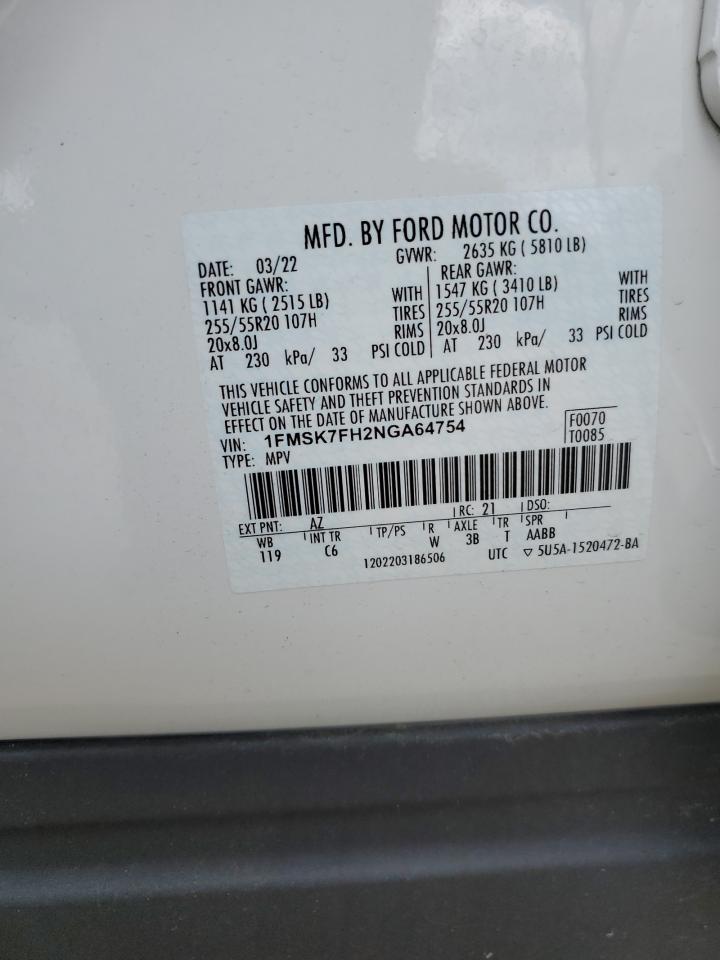 MFD. BY FORD MOTOR CO.
DATE: 03/22 GVWR: 2635 KG ( 5810 LB)
FRONT GAWR: REAR GAWR:
1141 KG ( 2515 LB) WITH 1547 KG ( 3410 LB) WITH
255/55R20 107H TIRES 255/55R20 107H TIRES
20x8.0J RIMS 20x8.0J RIMS
AT 230 kPa/ 33 PSI COLD AT 230 kPa/ 33 PSI COLD
THIS VEHICLE CONFORMS TO ALL APPLICABLE FEDERAL MOTOR
VEHICLE SAFETY AND THEFT PREVENTION STANDARDS IN
EFFECT ON THE DATE OF MANUFACTURE SHOWN ABOVE.
VIN: 1FMSK7FH2NGA64754 F0070
TYPE: MPV T0085
EXT PNT: AZ RC: 21 DSO:
WB INT TR TP/PS R AXLE TR SPR
119 C6 W 3B T AABB
1202203186506 UTC ▽ 5U5A-1520472-BA